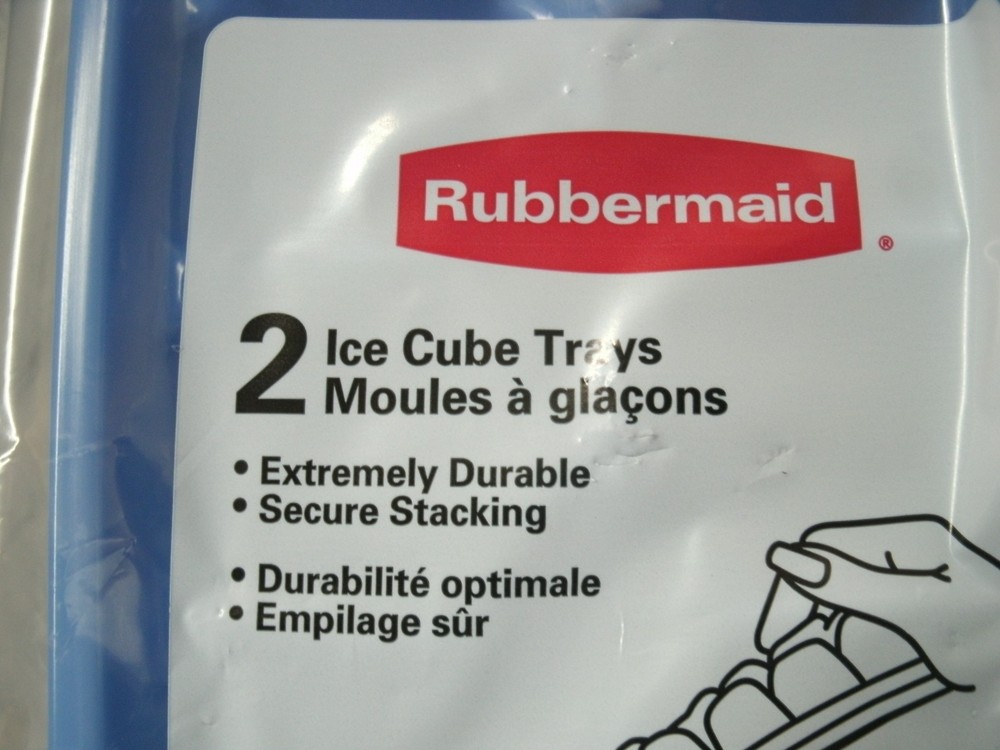 Rubbermaid®
2 Ice Cube Trays
Moules à glaçons
• Extremely Durable
• Secure Stacking
• Durabilité optimale
• Empilage sûr